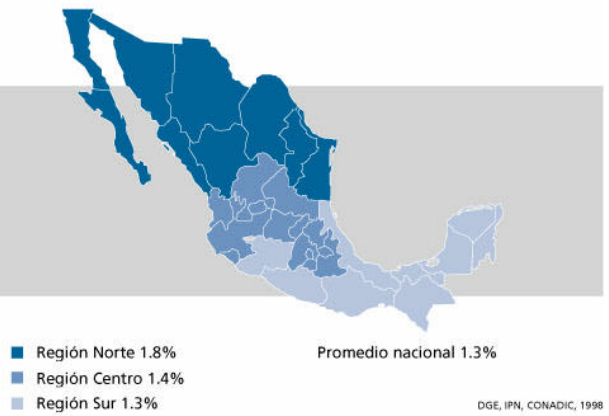 Región Norte 1.8%
Promedio nacional 1.3%
Región Centro 1.4%
Región Sur 1.3%
DGE, IPN, CONADIC, 1998